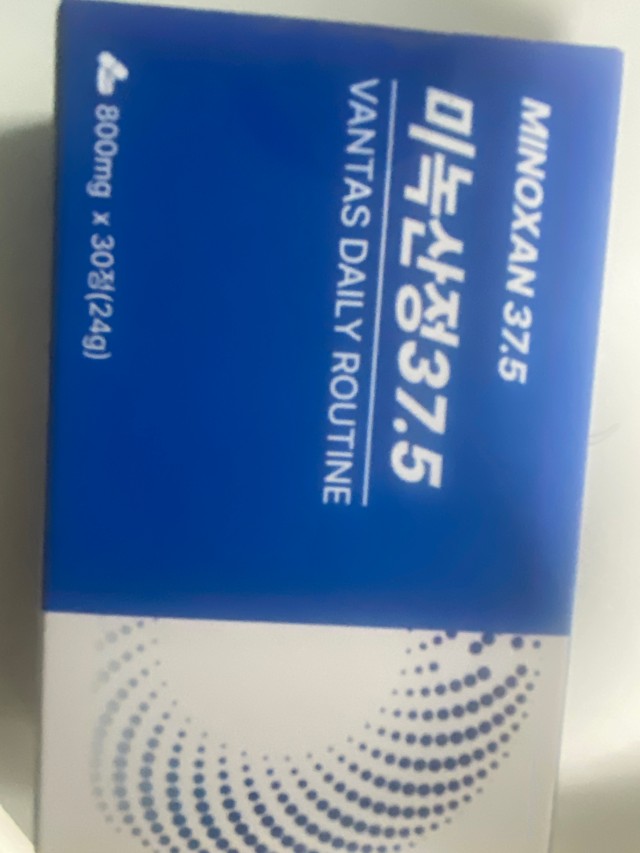 MINOXAN 37.5
미녹산정37.5
VANTAS DAILY ROUTINE
800mg x 30정(24g)